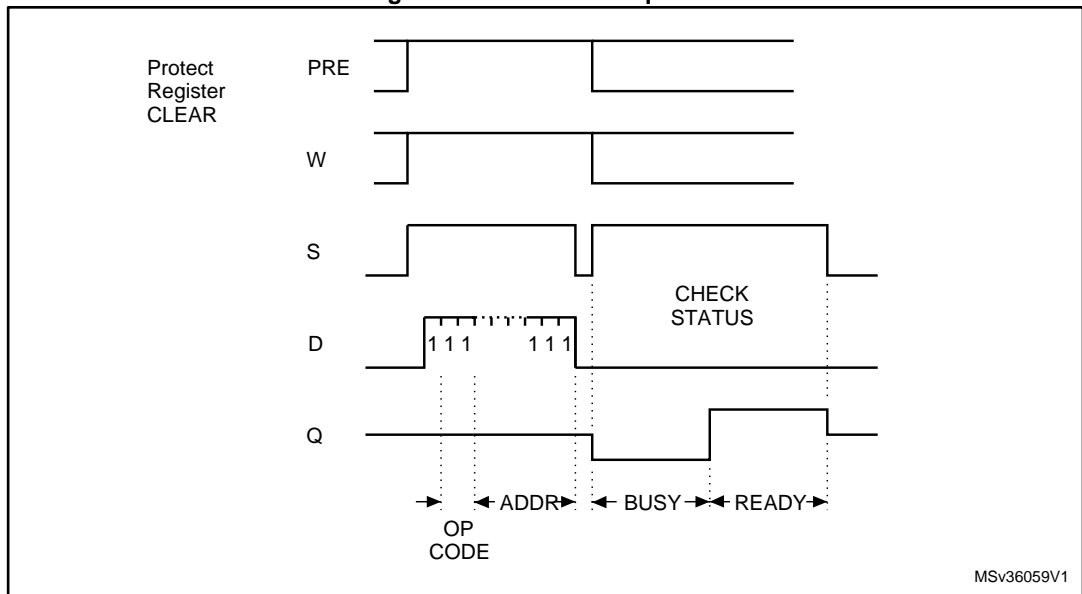 Protect
Register
CLEAR
PRE
W
S
CHECK
STATUS
D
1 1 1 1 1 1
Q
ADDR BUSY READY
OP
CODE
MSv36059V1